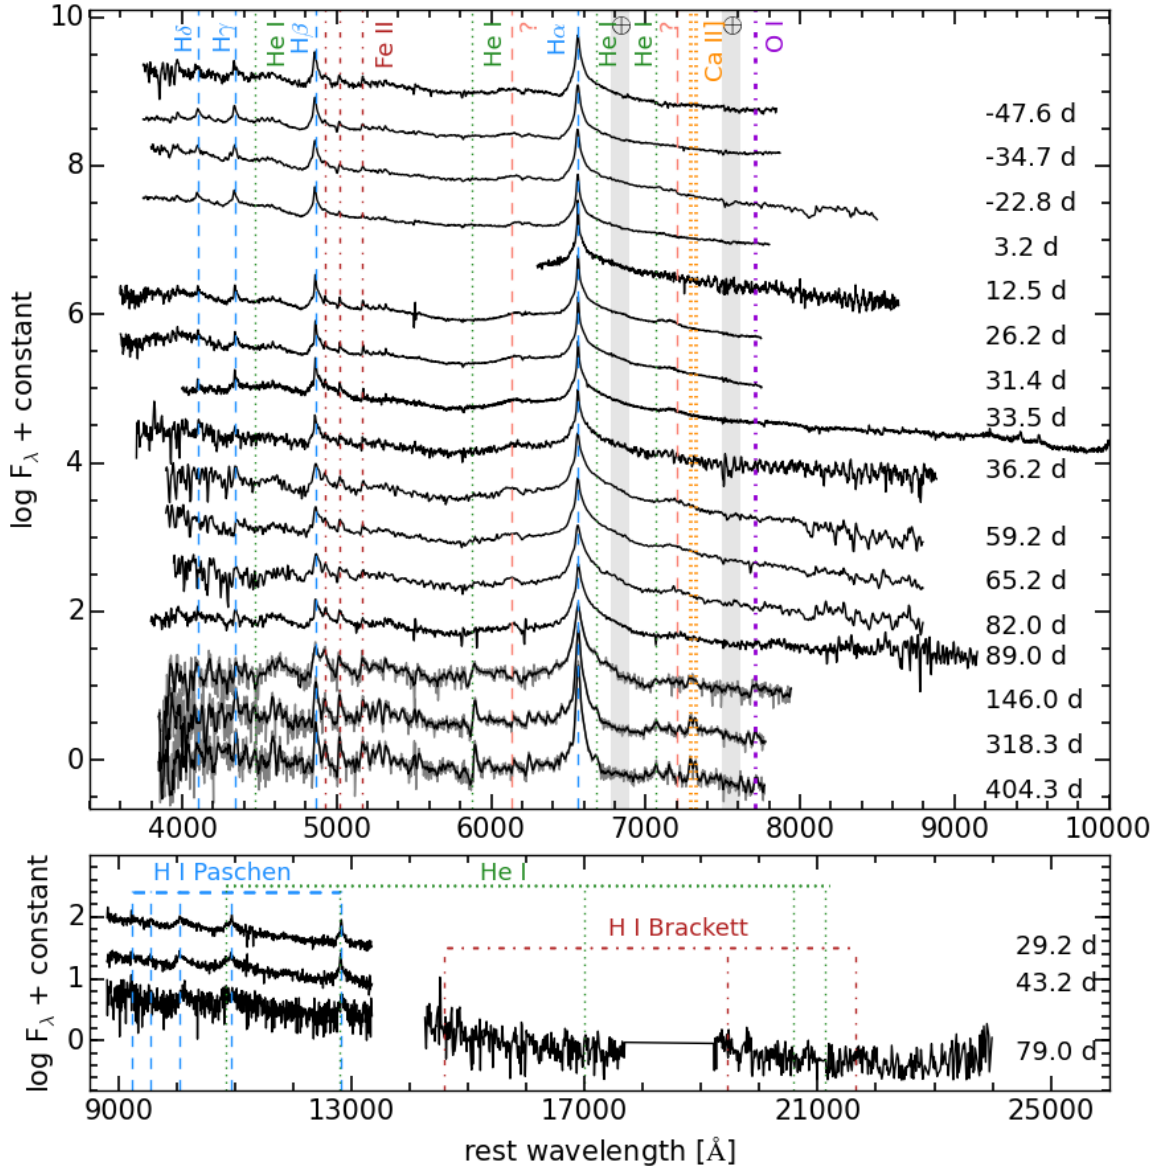 10
8
6
4
2
0
log Fλ + constant
Hδ
Hγ
He I
Hβ
Fe II
He I
?
Hα
He I
⊕
He I
?
Ca II]
⊕
O I
-47.6 d
-34.7 d
-22.8 d
3.2 d
12.5 d
26.2 d
31.4 d
33.5 d
36.2 d
59.2 d
65.2 d
82.0 d
89.0 d
146.0 d
318.3 d
404.3 d
4000 5000 6000 7000 8000 9000 10000
log Fλ + constant
2
1
0
H I Paschen
He I
H I Brackett
29.2 d
43.2 d
79.0 d
9000 13000 17000 21000 25000
rest wavelength [Å]